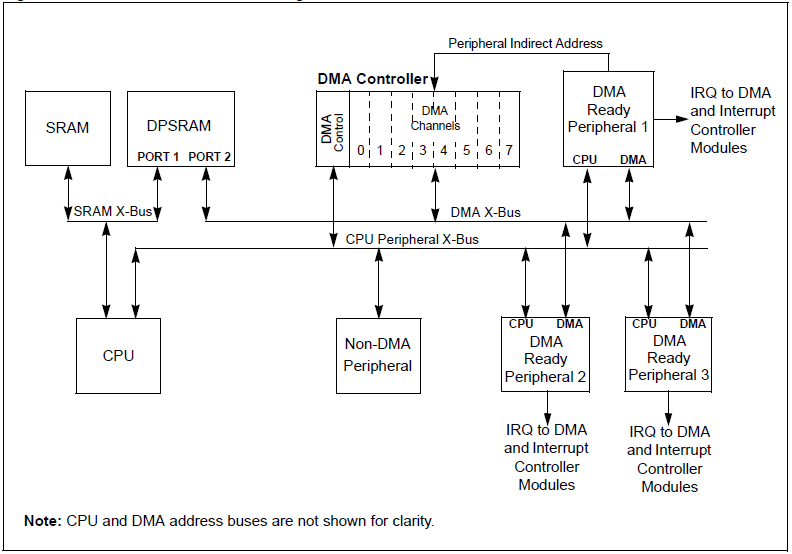 Peripheral Indirect Address
DMA Controller
SRAM
DPSRAM
PORT 1 PORT 2
DMA
Control
DMA
Channels
0 1 2 3 4 5 6 7
DMA
Ready
Peripheral 1
CPU DMA
IRQ to DMA
and Interrupt
Controller
Modules
SRAM X-Bus
DMA X-Bus
CPU Peripheral X-Bus
CPU
Non-DMA
Peripheral
CPU DMA
DMA
Ready
Peripheral 2
CPU DMA
DMA
Ready
Peripheral 3
IRQ to DMA
and Interrupt
Controller
Modules
IRQ to DMA
and Interrupt
Controller
Modules
Note: CPU and DMA address buses are not shown for clarity.